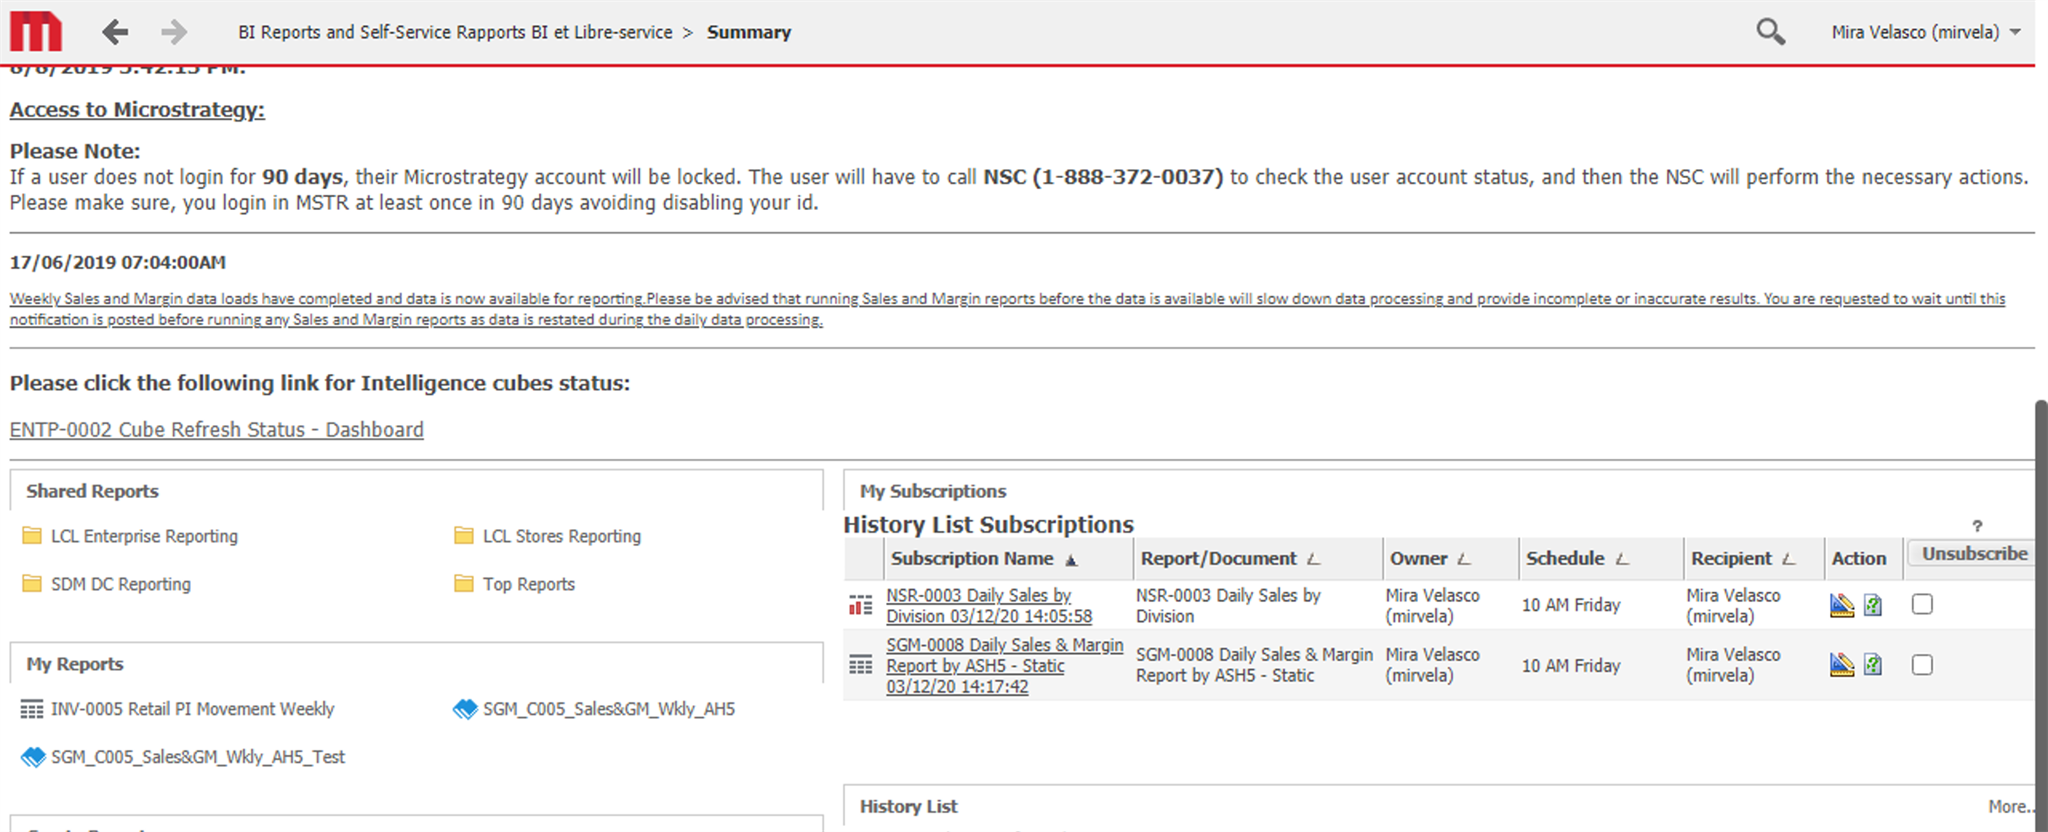 BI Reports and Self-Service Rapports BI et Libre-service > Summary
Mira Velasco (mirvela)
8/8/2019 5:42:15 PM.
Access to Microstrategy:
Please Note:
If a user does not login for 90 days, their Microstrategy account will be locked. The user will have to call NSC (1-888-372-0037) to check the user account status, and then the NSC will perform the necessary actions.
Please make sure, you login in MSTR at least once in 90 days avoiding disabling your id.
17/06/2019 07:04:00AM
Weekly Sales and Margin data loads have completed and data is now available for reporting.Please be advised that running Sales and Margin reports before the data is available will slow down data processing and provide incomplete or inaccurate results. You are requested to wait until this
notification is posted before running any Sales and Margin reports as data is restated during the daily data processing.
Please click the following link for Intelligence cubes status:
ENTP-0002 Cube Refresh Status - Dashboard
Shared Reports
LCL Enterprise Reporting
LCL Stores Reporting
SDM DC Reporting
Top Reports
My Reports
INV-0005 Retail PI Movement Weekly
SGM_C005_Sales&GM_Wkly_AH5
SGM_C005_Sales&GM_Wkly_AH5_Test
My Subscriptions
History List Subscriptions
?
Subscription Name
Report/Document
Owner
Schedule
Recipient
Action
Unsubscribe
NSR-0003 Daily Sales by
Division 03/12/20 14:05:58
NSR-0003 Daily Sales by
Division
Mira Velasco
(mirvela)
10 AM Friday
Mira Velasco
(mirvela)
SGM-0008 Daily Sales & Margin
Report by ASH5 - Static
03/12/20 14:17:42
SGM-0008 Daily Sales & Margin
Report by ASH5 - Static
Mira Velasco
(mirvela)
10 AM Friday
Mira Velasco
(mirvela)
History List
More..